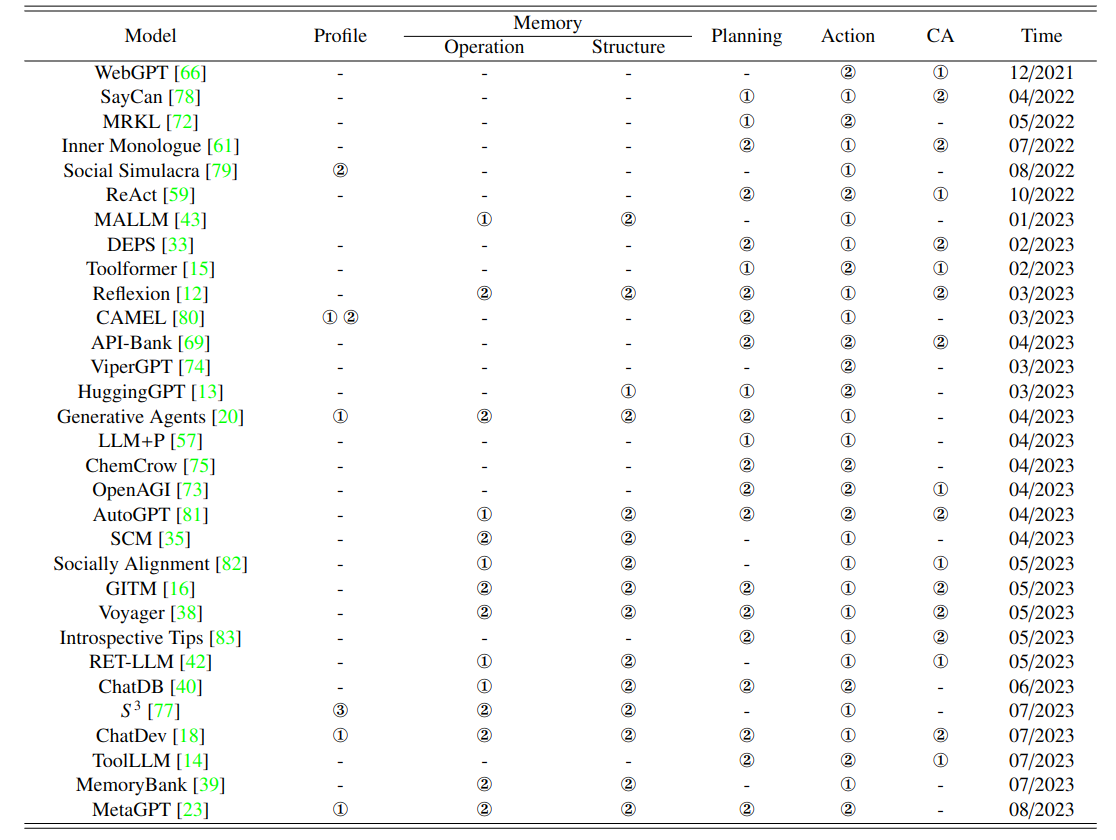 Model Profile Memory Planning Action CA Time
Operation Structure
WebGPT [66] - - - - ② ① 12/2021
SayCan [78] - - - ① ① ② 04/2022
MRKL [72] - - - ① ② - 05/2022
Inner Monologue [61] - - - ② ① ② 07/2022
Social Simulacra [79] ② - - - ① - 08/2022
ReAct [59] - - - ② ② ① 10/2022
MALLM [43] ① ② - ① - 01/2023
DEPS [33] - - - ② ① ② 02/2023
Toolformer [15] - - - ① ② ① 02/2023
Reflexion [12] - ② ② ② ① ② 03/2023
CAMEL [80] ① ② - - ② ① - 03/2023
API-Bank [69] - - - ② ② ② 04/2023
ViperGPT [74] - - - - ② - 03/2023
HuggingGPT [13] - - ① ① ② - 03/2023
Generative Agents [20] ① ② ② ② ① - 04/2023
LLM+P [57] - - - ① ① - 04/2023
ChemCrow [75] - - - ② ② - 04/2023
OpenAGI [73] - - - ② ② ① 04/2023
AutoGPT [81] - ① ② ② ② ② 04/2023
SCM [35] - ② ② - ① - 04/2023
Socially Alignment [82] - ① ② - ① ① 05/2023
GITM [16] - ② ② ② ① ② 05/2023
Voyager [38] - ② ② ② ① ② 05/2023
Introspective Tips [83] - - - ② ① ② 05/2023
RET-LLM [42] - ① ② - ① ① 05/2023
ChatDB [40] - ① ② ② ② - 06/2023
S³ [77] ③ ② ② - ① - 07/2023
ChatDev [18] ① ② ② ② ① ② 07/2023
ToolLLM [14] - - - ② ② ① 07/2023
MemoryBank [39] - ② ② - ① - 07/2023
MetaGPT [23] ① ② ② ② ② - 08/2023